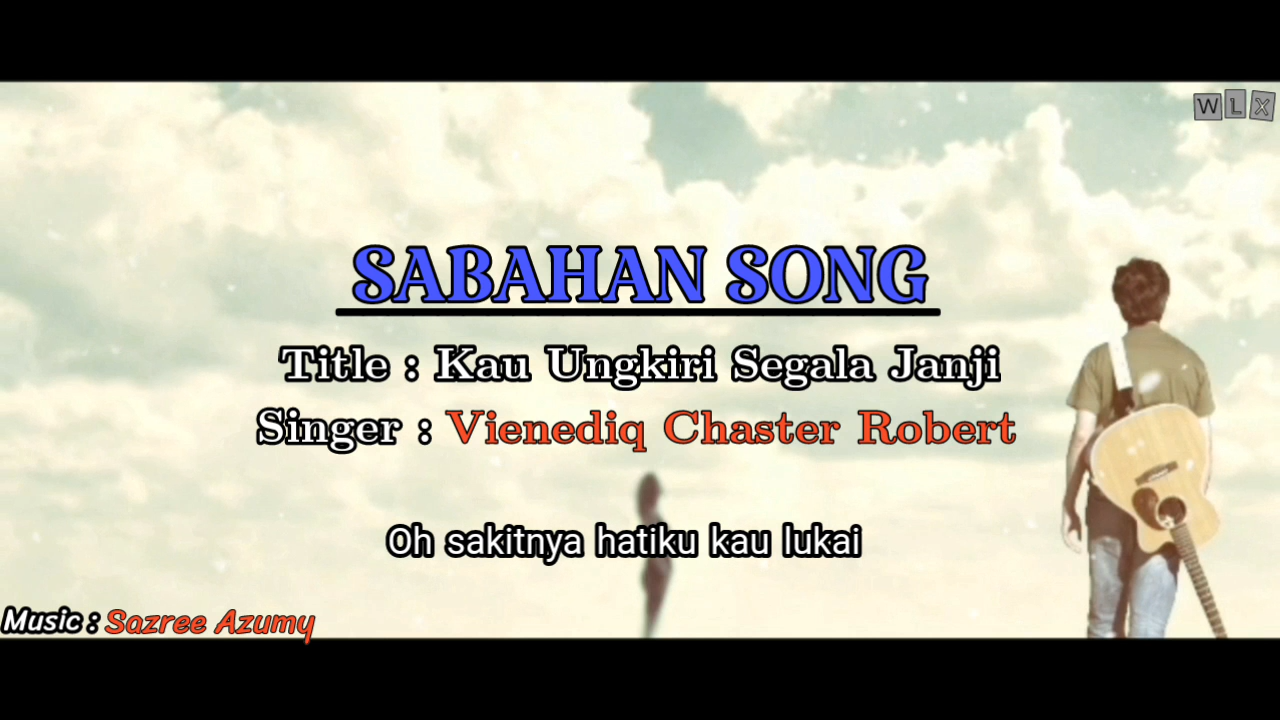 WLX
SABAHAN SONG
Title : Kau Ungkiri Segala Janji
Singer : Vienediq Chaster Robert
Oh sakitnya hatiku kau lukai
Music : Sazree Azumy